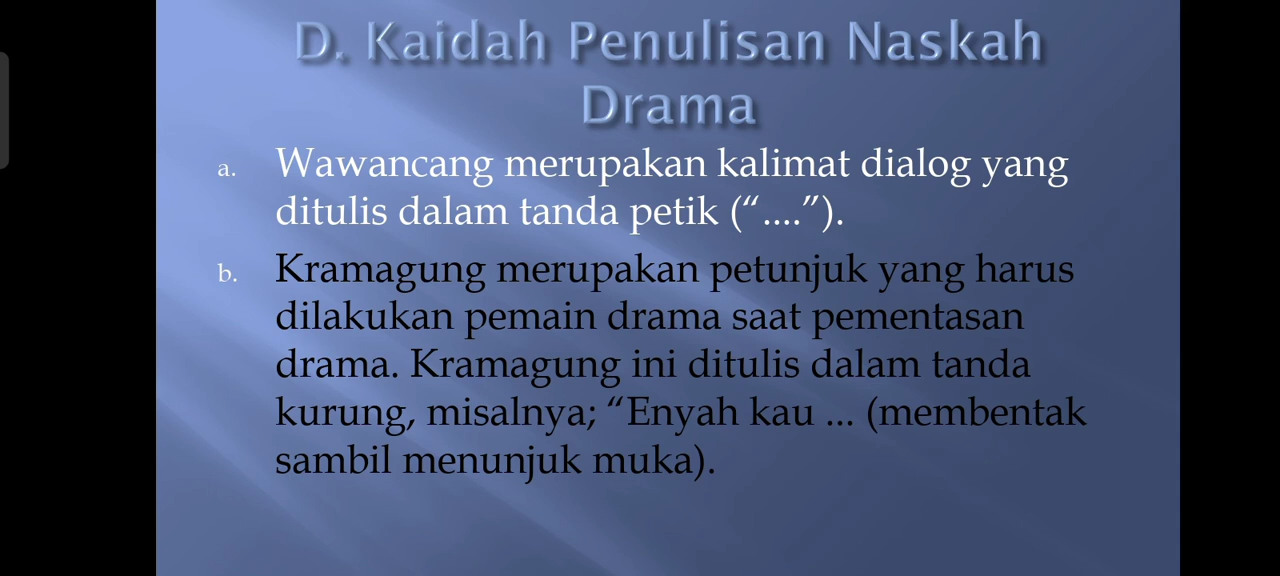 D. Kaidah Penulisan Naskah
Drama
a. Wawancang merupakan kalimat dialog yang
ditulis dalam tanda petik (“....”).
b. Kramagung merupakan petunjuk yang harus
dilakukan pemain drama saat pementasan
drama. Kramagung ini ditulis dalam tanda
kurung, misalnya; “Enyah kau ... (membentak
sambil menunjuk muka).